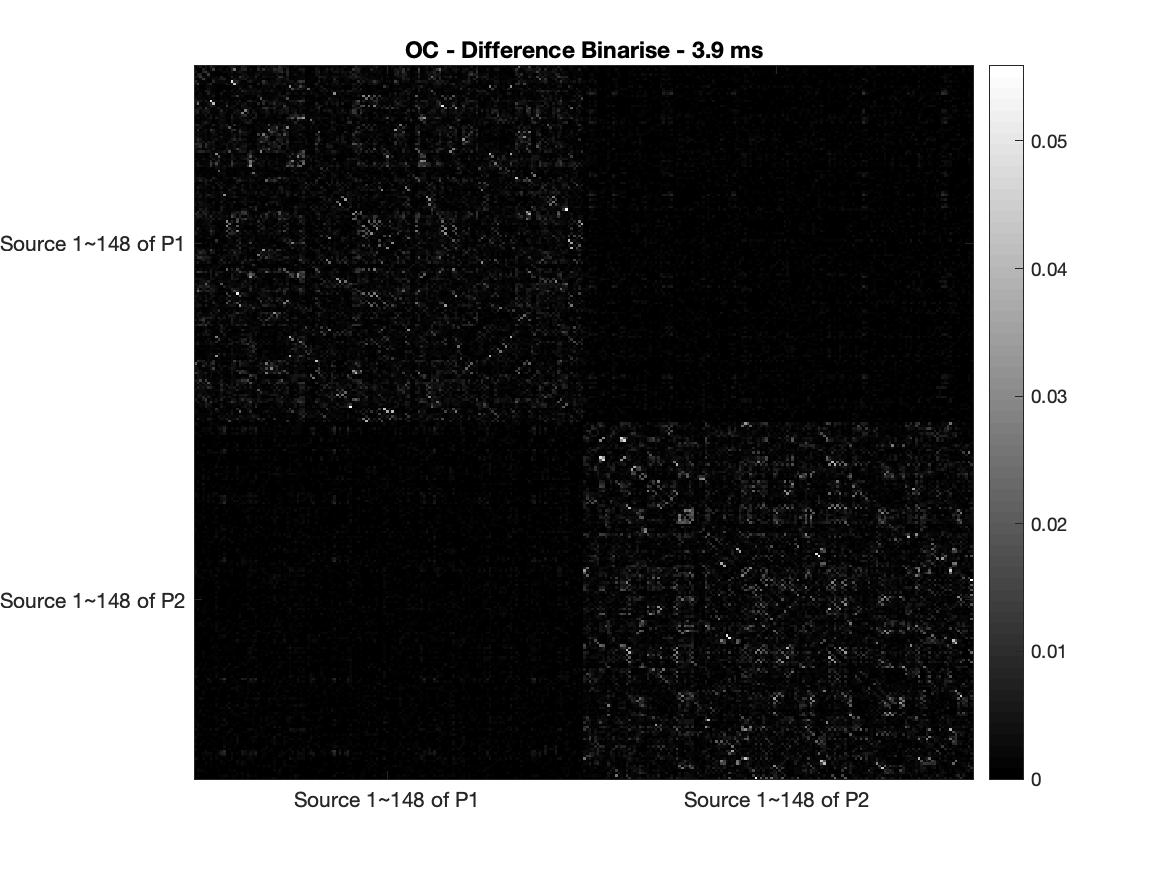 OC - Difference Binarise - 3.9 ms
Source 1~148 of P1
Source 1~148 of P2
Source 1~148 of P1
Source 1~148 of P2
0.05
0.04
0.03
0.02
0.01
0